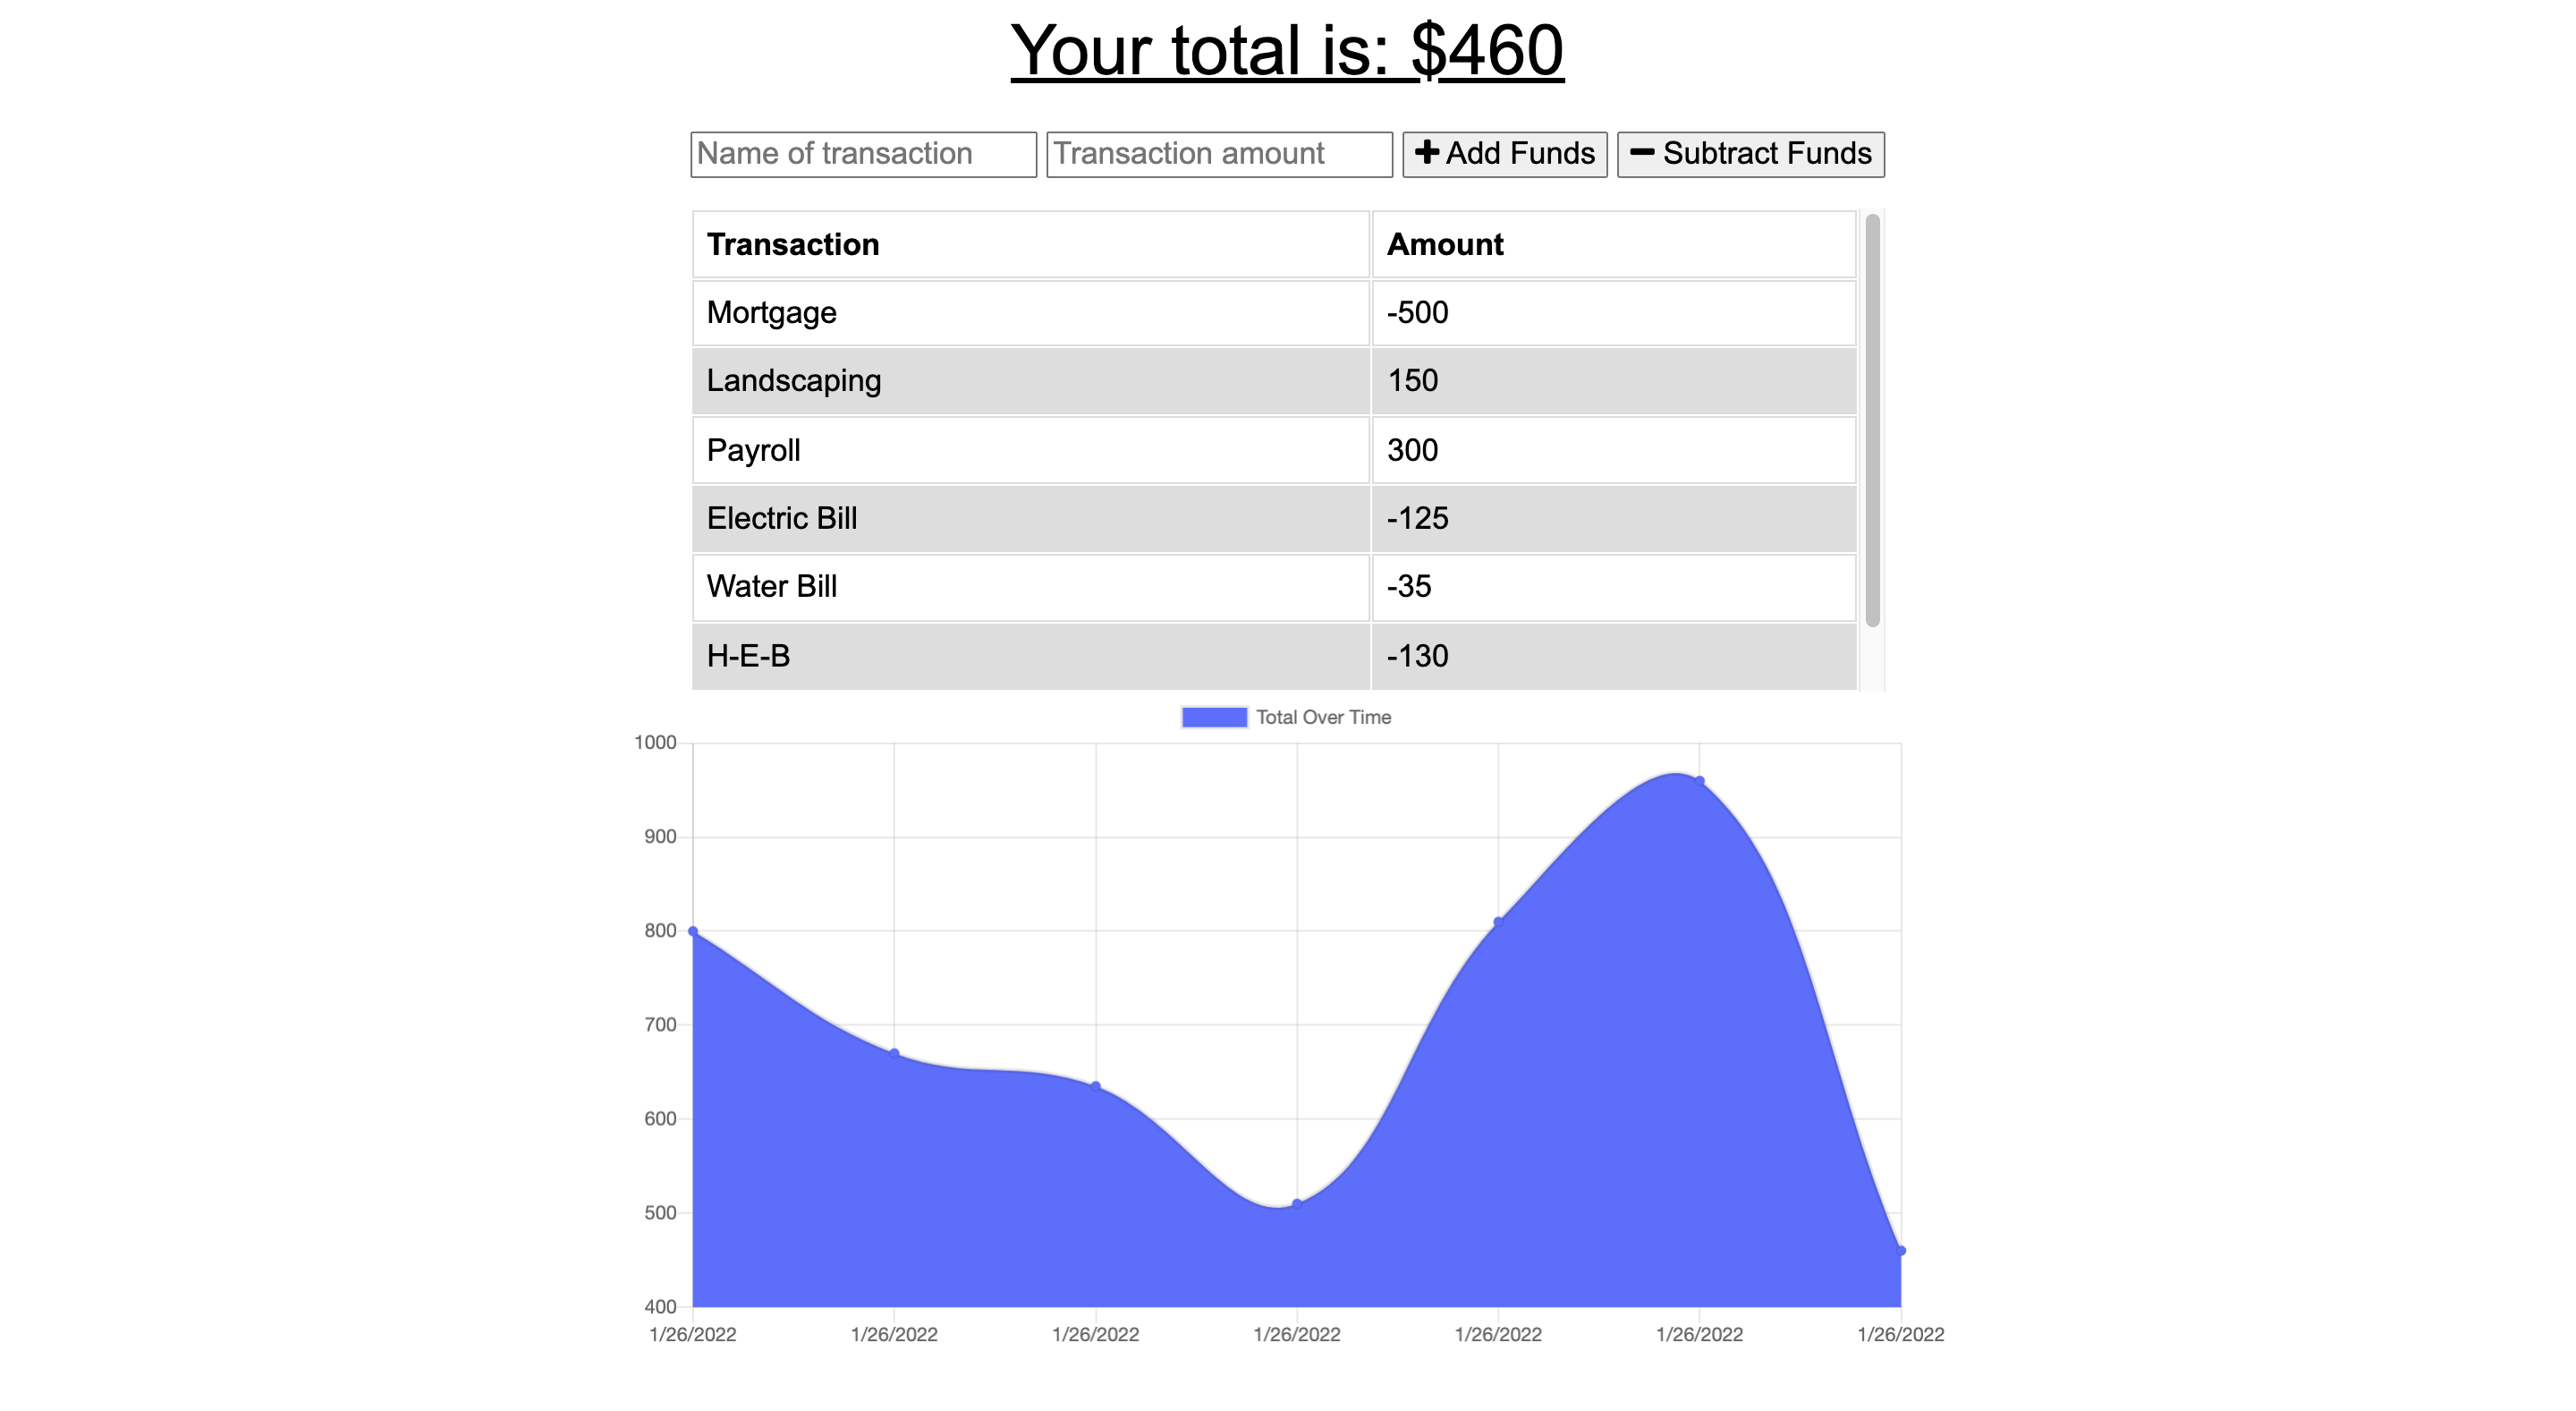 Your total is: $460
Name of transaction Transaction amount Add Funds Subtract Funds
Transaction Amount
Mortgage -500
Landscaping 150
Payroll 300
Electric Bill -125
Water Bill -35
H-E-B -130
Total Over Time
1000
900
800
700
600
500
400
1/26/2022 1/26/2022 1/26/2022 1/26/2022 1/26/2022 1/26/2022 1/26/2022